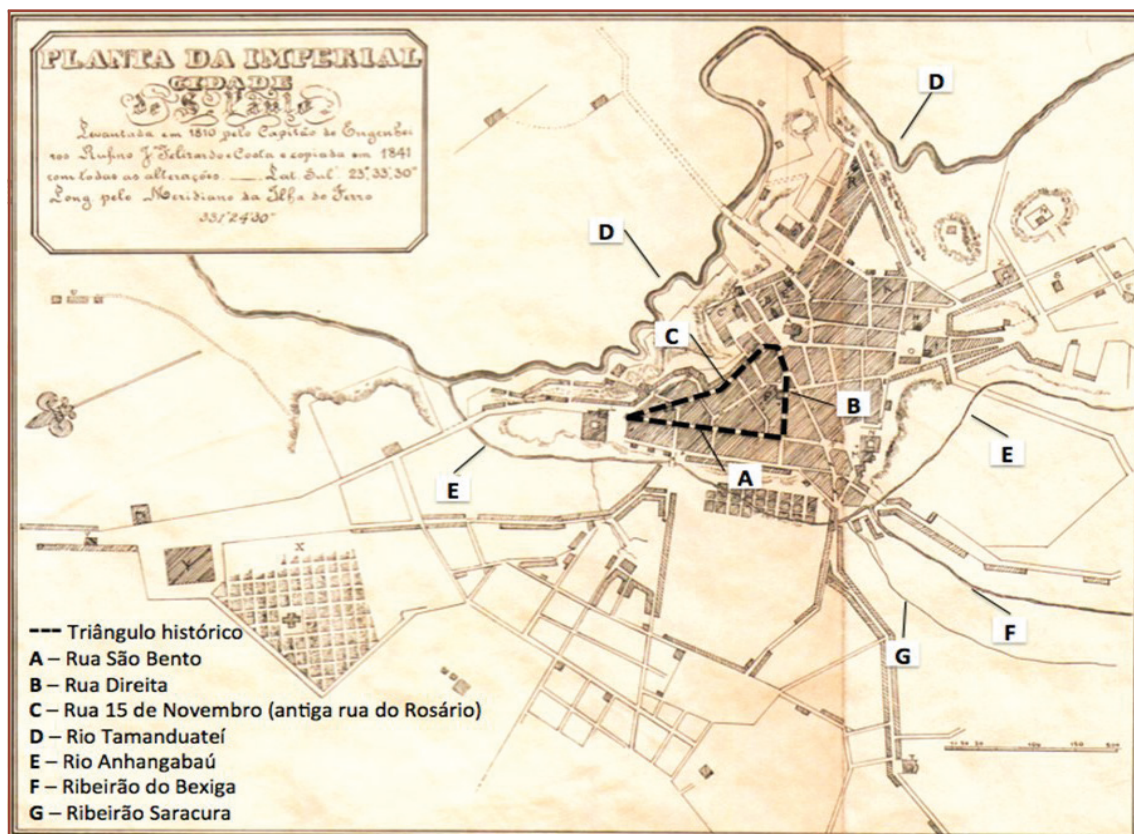 PLANTA DA IMPERIAL
CIDADE
de S. Paulo
Levantada em 1810 pelo Capitão de Engenhei
ros Rufino J. Felizardo e Costa e copiada em 1841
com todas as alterações Lat. Sul. 23°,33',30"
Long pelo Meridiano da Ilha do Ferro
331°24'30"
D
D
C
B
E
A
E
X
F
G
--- Triângulo histórico
A – Rua São Bento
B – Rua Direita
C – Rua 15 de Novembro (antiga rua do Rosário)
D – Rio Tamanduateí
E – Rio Anhangabaú
F – Ribeirão do Bexiga
G – Ribeirão Saracura